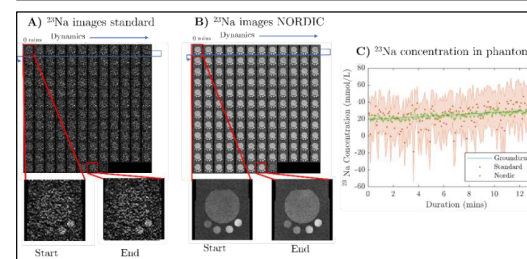 A) ²³Na images standard
Dynamics
0 mins
Start
End
B) ²³Na images NORDIC
Dynamics
0 mins
Start
End
C) ²³Na concentration in phantom
²³Na Concentration (mmol/L)
80
60
40
20
0
-20
-40
-60
0 2 4 6 8 10 12
Duration (mins)
Standard
Nordic